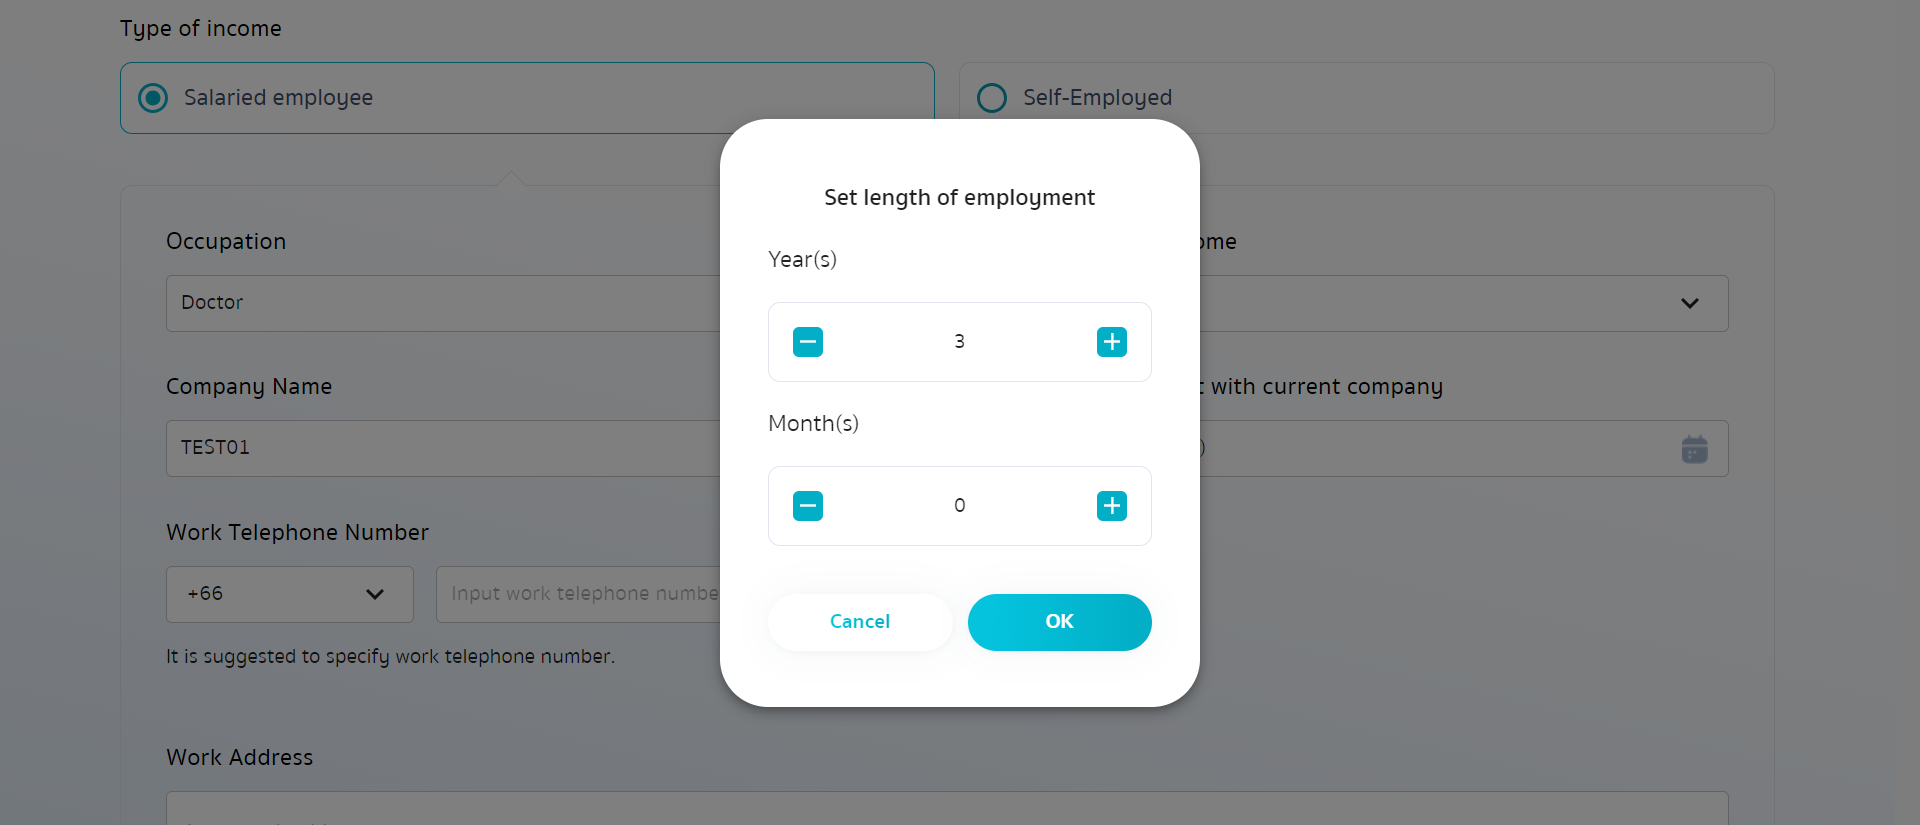 Type of income
Salaried employee
Self-Employed
Set length of employment
Year(s)
3
Month(s)
0
Cancel
OK
Occupation
Doctor
Company Name
with current company
TEST01
Work Telephone Number
+66
Input work telephone
It is suggested to specify work telephone number.
Work Address